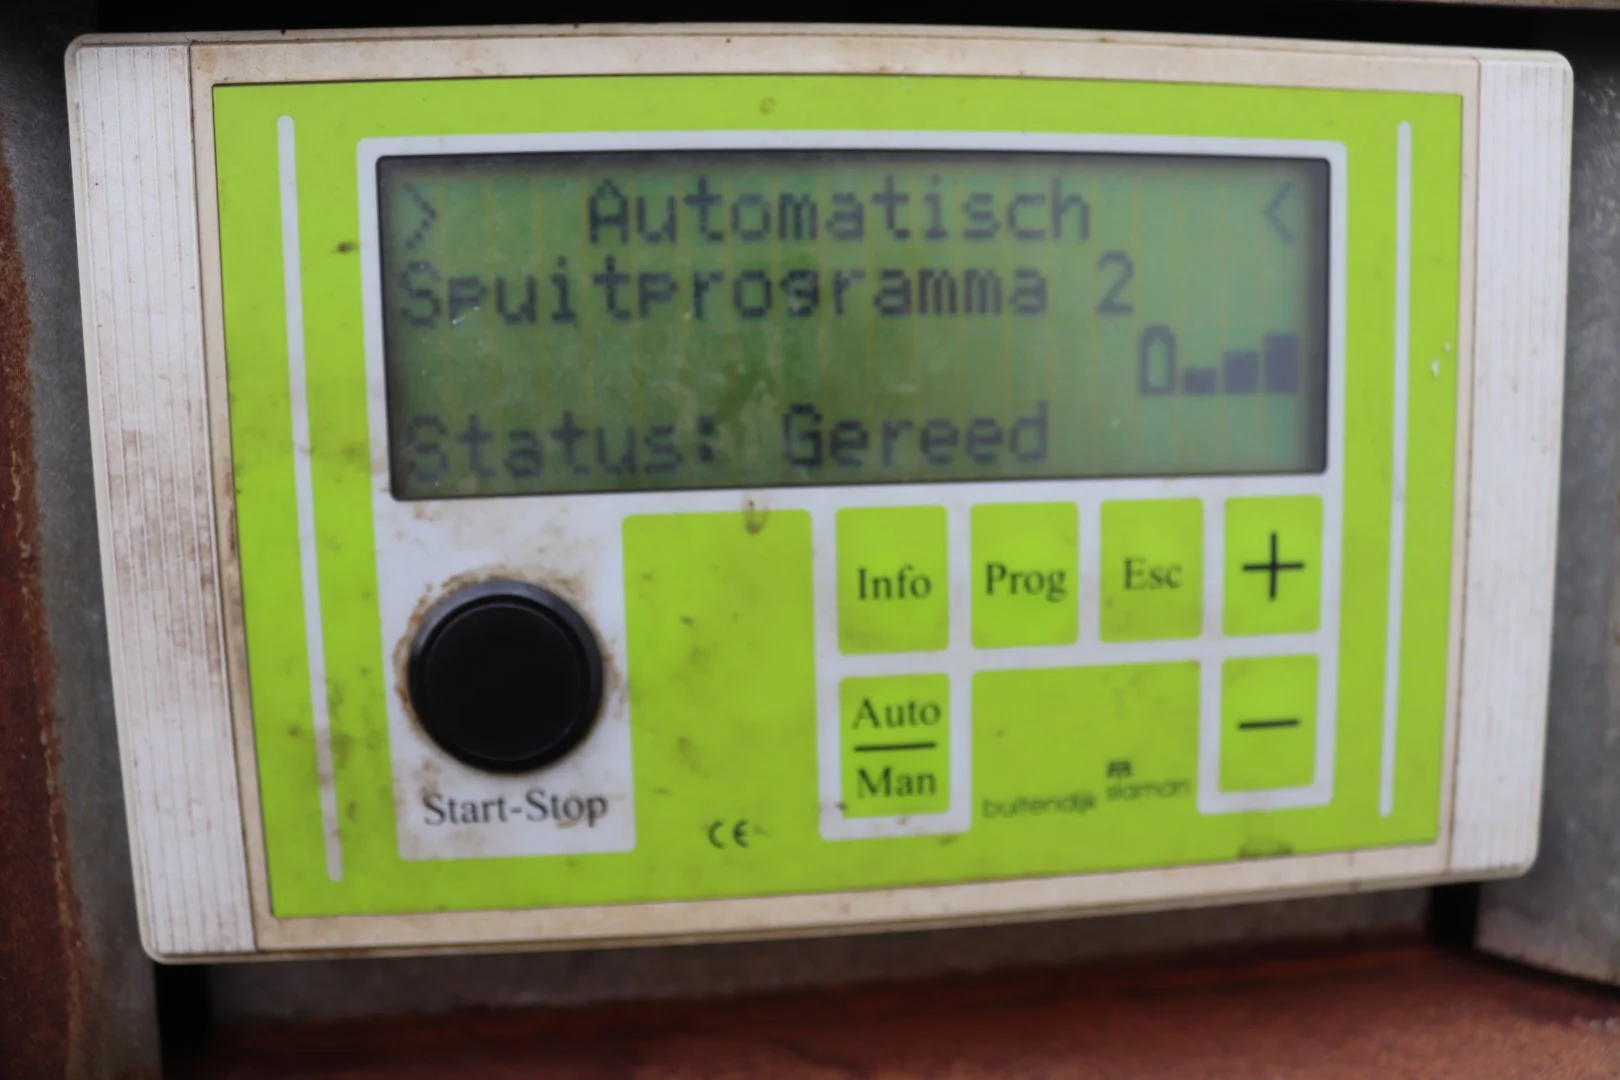 > Automatisch <
Spuitprogramma 2
Status: Gereed
Info Prog Esc +
Auto
Man
−
Start-Stop
buitendijk slaman
CE